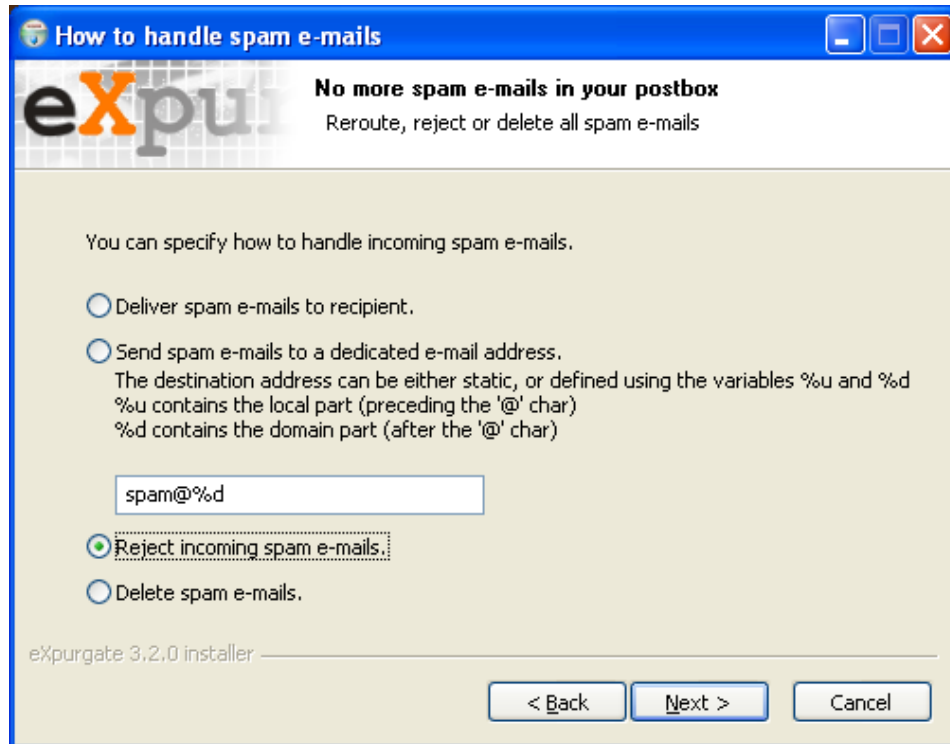 How to handle spam e-mails
eXpur
No more spam e-mails in your postbox
Reroute, reject or delete all spam e-mails
You can specify how to handle incoming spam e-mails.
Deliver spam e-mails to recipient.
Send spam e-mails to a dedicated e-mail address.
The destination address can be either static, or defined using the variables %u and %d
%u contains the local part (preceding the '@' char)
%d contains the domain part (after the '@' char)
spam@%d
Reject incoming spam e-mails.
Delete spam e-mails.
eXpurgate 3.2.0 installer
< Back Next > Cancel